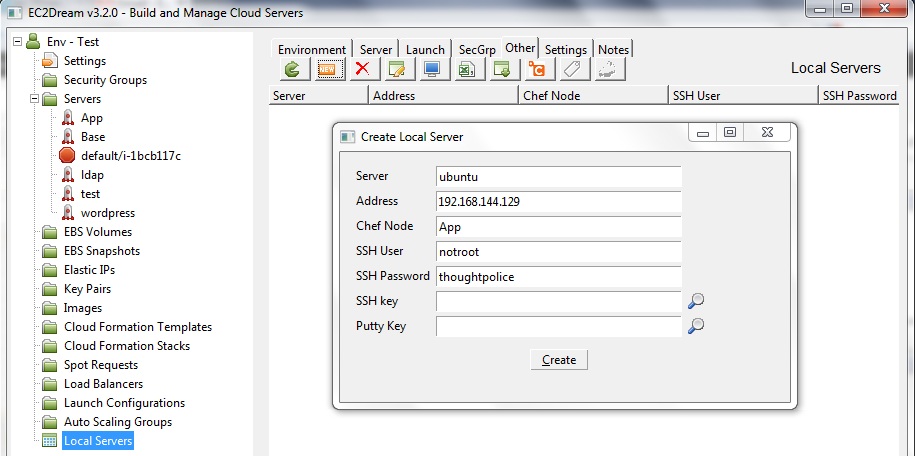 EC2Dream v3.2.0 - Build and Manage Cloud Servers
Env - Test
Settings
Security Groups
Servers
App
Base
default/i-1bcb117c
ldap
test
wordpress
EBS Volumes
EBS Snapshots
Elastic IPs
Key Pairs
Images
Cloud Formation Templates
Cloud Formation Stacks
Spot Requests
Load Balancers
Launch Configurations
Auto Scaling Groups
Local Servers
Environment Server Launch SecGrp Other Settings Notes
Local Servers
Server Address Chef Node SSH User SSH Password
Create Local Server
Server ubuntu
Address 192.168.144.129
Chef Node App
SSH User notroot
SSH Password thoughtpolice
SSH key
Putty Key
Create